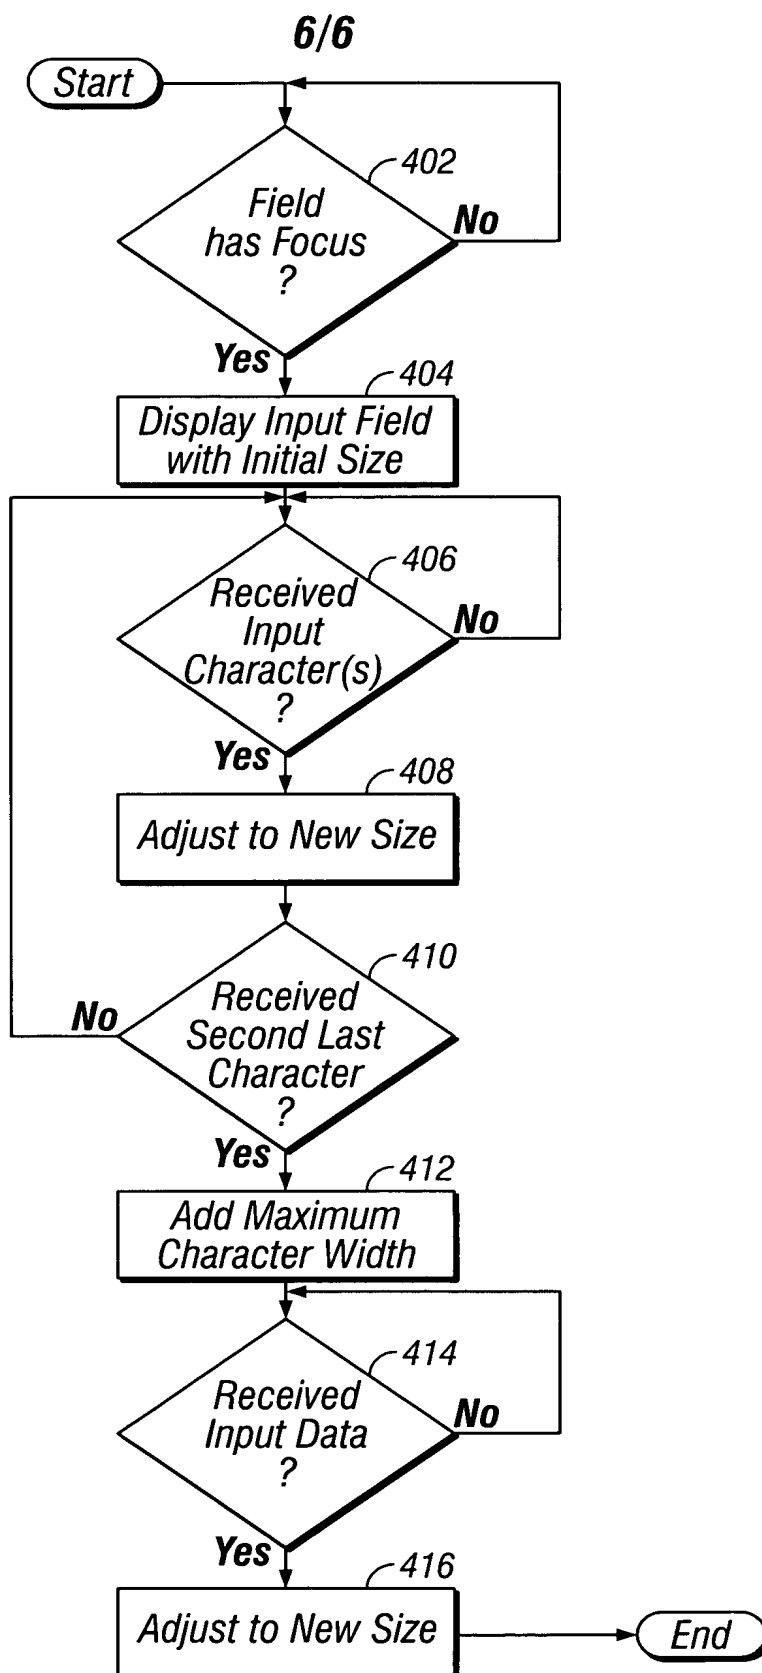 6/6
Start
402
Field
has Focus
?
No
Yes
404
Display Input Field
with Initial Size
406
Received
Input
Character(s)
?
No
Yes
408
Adjust to New Size
410
Received
Second Last
Character
?
No
Yes
412
Add Maximum
Character Width
414
Received
Input Data
?
No
Yes
416
Adjust to New Size
End